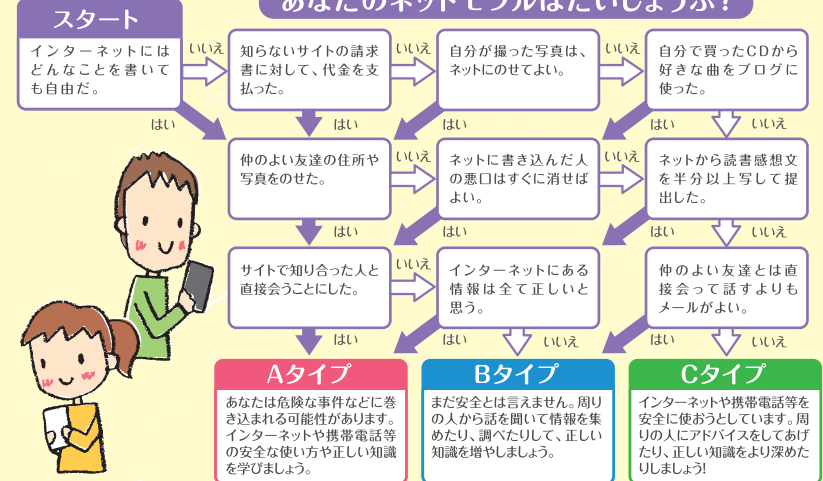 あなたのネットモラルはだいじょうぶ？
スタート
インターネットには
どんなことを書いて
も自由だ。
いいえ
知らないサイトの請求
書に対して、代金を支
払った。
いいえ
自分が撮った写真は、
ネットにのせてよい。
いいえ
自分で買ったCDから
好きな曲をブログに
使った。
はい
はい
はい
はい
いいえ
仲のよい友達の住所や
写真をのせた。
いいえ
ネットに書き込んだ人
の悪口はすぐに消せば
よい。
いいえ
ネットから読書感想文
を半分以上写して提
出した。
はい
はい
はい
いいえ
サイトで知り合った人と
直接会うことにした。
いいえ
インターネットにある
情報は全て正しいと
思う。
仲のよい友達とは直
接会って話すよりも
メールがよい。
はい
はい
いいえ
はい
いいえ
Aタイプ
あなたは危険な事件などに巻
き込まれる可能性があります。
インターネットや携帯電話等
の安全な使い方や正しい知識
を学びましょう。
Bタイプ
まだ安全とは言えません。周り
の人から話を聞いて情報を集
めたり、調べたりして、正しい
知識を増やしましょう。
Cタイプ
インターネットや携帯電話等を
安全に使おうとしています。周
りの人にアドバイスをしてあげ
たり、正しい知識をより深めた
りしましょう!